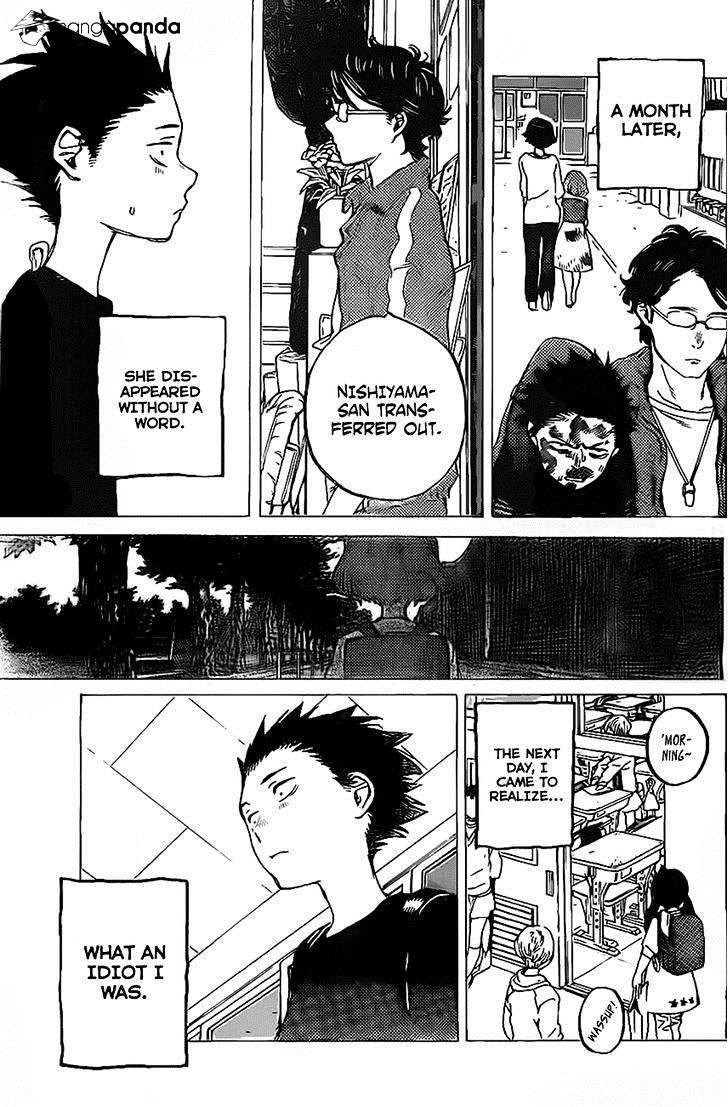 mangapanda
A MONTH
LATER,
NISHIYAMA-
SAN TRANS-
FERRED OUT.
SHE DIS-
APPEARED
WITHOUT A
WORD.
'MOR-
NING~
THE NEXT
DAY, I
CAME TO
REALIZE...
WASSUP!
WHAT AN
IDIOT I
WAS.